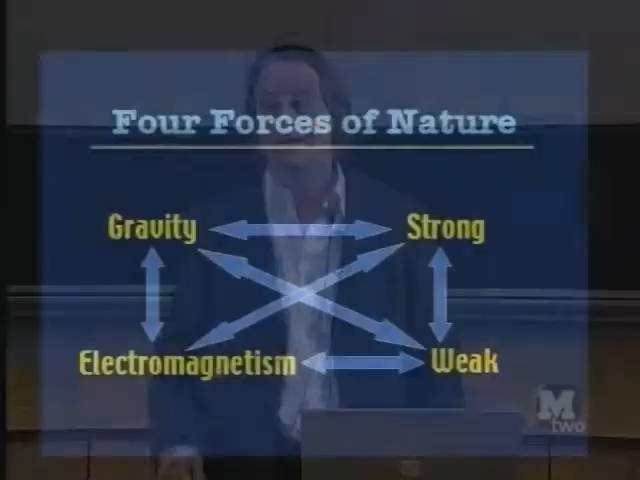 Four Forces of Nature
Gravity Strong
Electromagnetism Weak
M
two